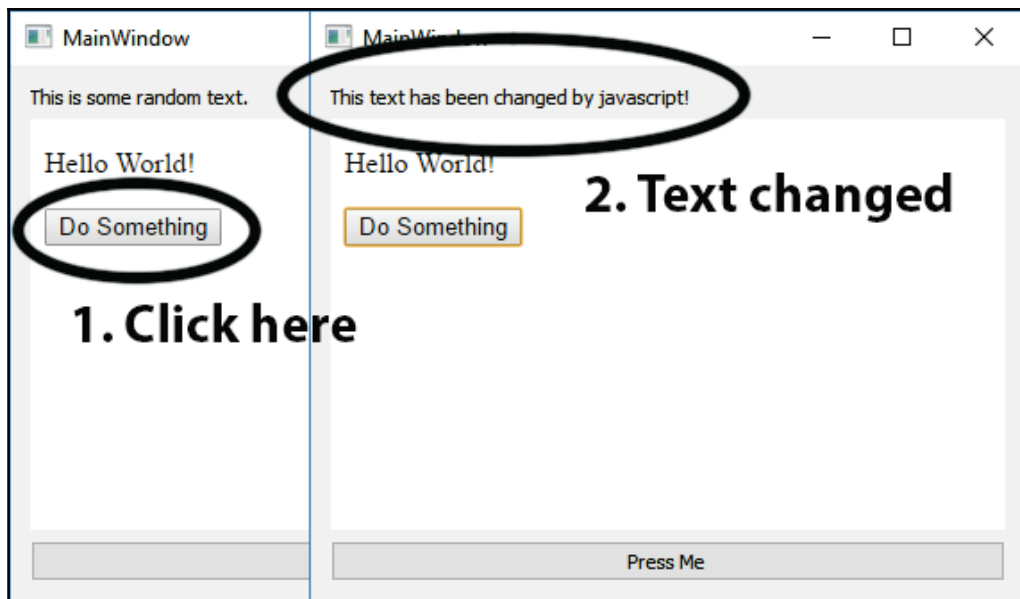 MainWindow
This is some random text.
Hello World!
Do Something
1. Click here
MainWindow
This text has been changed by javascript!
Hello World!
2. Text changed
Do Something
Press Me